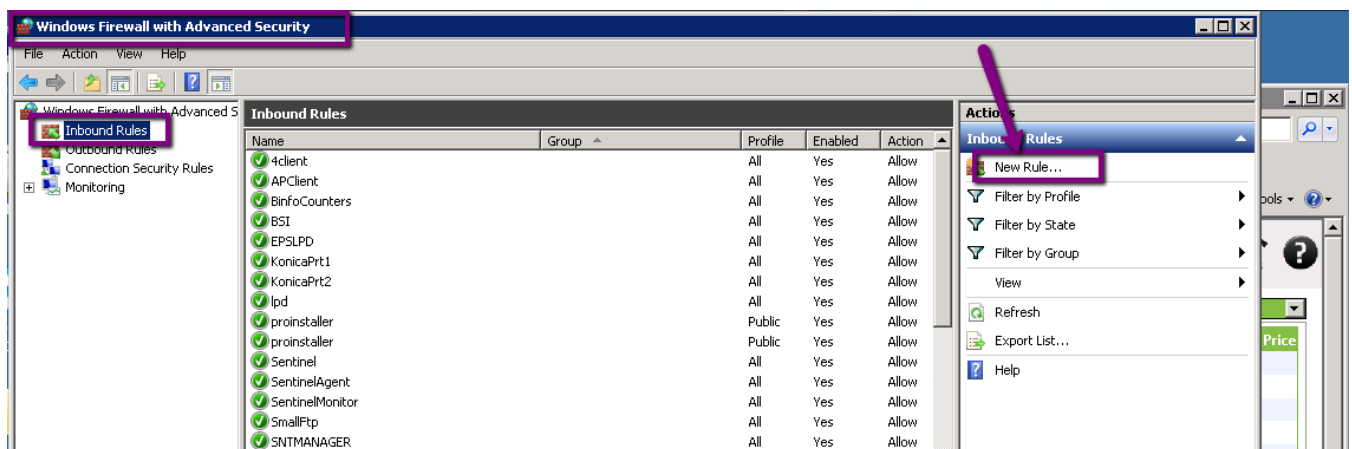 Windows Firewall with Advanced Security
File Action View Help
Windows Firewall with Advanced S
Inbound Rules
Outbound Rules
Connection Security Rules
Monitoring
Inbound Rules
Name Group Profile Enabled Action
4client All Yes Allow
APClient All Yes Allow
BinfoCounters All Yes Allow
BSI All Yes Allow
EPSLPD All Yes Allow
KonicaPrt1 All Yes Allow
KonicaPrt2 All Yes Allow
lpd All Yes Allow
proinstaller Public Yes Allow
proinstaller Public Yes Allow
Sentinel All Yes Allow
SentinelAgent All Yes Allow
SentinelMonitor All Yes Allow
SmallFtp All Yes Allow
SNTMANAGER All Yes Allow
Actions
Inbound Rules
New Rule...
Filter by Profile
Filter by State
Filter by Group
View
Refresh
Export List...
Help
ools
Price